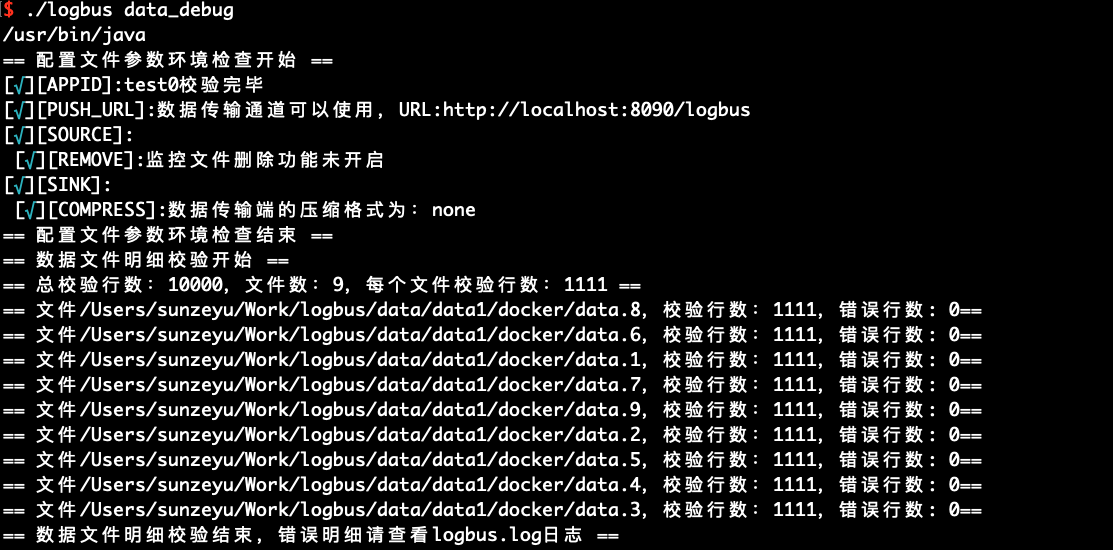 $ ./logbus data_debug
/usr/bin/java
== 配置文件参数环境检查开始 ==
[√][APPID]:test0校验完毕
[√][PUSH_URL]:数据传输通道可以使用，URL:http://localhost:8090/logbus
[√][SOURCE]:
[√][REMOVE]:监控文件删除功能未开启
[√][SINK]:
[√][COMPRESS]:数据传输端的压缩格式为：none
== 配置文件参数环境检查结束 ==
== 数据文件明细校验开始 ==
== 总校验行数：10000，文件数：9，每个文件校验行数：1111 ==
== 文件/Users/sunzeyu/Work/logbus/data/data1/docker/data.8，校验行数：1111，错误行数：0==
== 文件/Users/sunzeyu/Work/logbus/data/data1/docker/data.6，校验行数：1111，错误行数：0==
== 文件/Users/sunzeyu/Work/logbus/data/data1/docker/data.1，校验行数：1111，错误行数：0==
== 文件/Users/sunzeyu/Work/logbus/data/data1/docker/data.7，校验行数：1111，错误行数：0==
== 文件/Users/sunzeyu/Work/logbus/data/data1/docker/data.9，校验行数：1111，错误行数：0==
== 文件/Users/sunzeyu/Work/logbus/data/data1/docker/data.2，校验行数：1111，错误行数：0==
== 文件/Users/sunzeyu/Work/logbus/data/data1/docker/data.5，校验行数：1111，错误行数：0==
== 文件/Users/sunzeyu/Work/logbus/data/data1/docker/data.4，校验行数：1111，错误行数：0==
== 文件/Users/sunzeyu/Work/logbus/data/data1/docker/data.3，校验行数：1111，错误行数：0==
== 数据文件明细校验结束，错误明细请查看logbus.log日志 ==